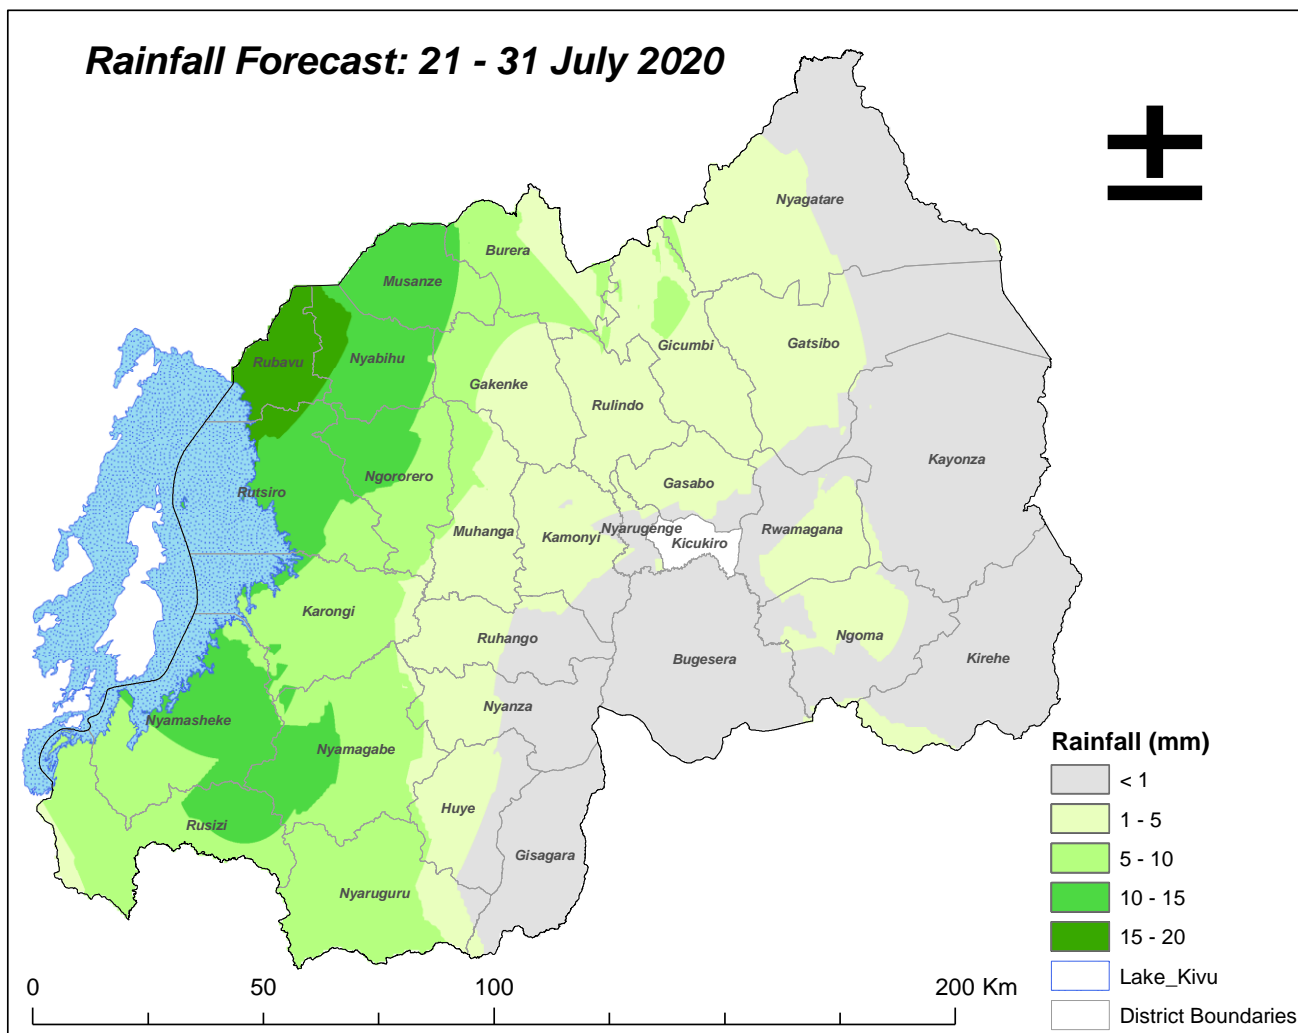 Rainfall Forecast: 21 - 31 July 2020
Nyagatare
Burera
Musanze
Gatsibo
Gicumbi
Rubavu
Nyabihu
Gakenke
Rulindo
Kayonza
Ngororero
Gasabo
Rutsiro
Muhanga
Kamonyi
Nyarugenge
Kicukiro
Rwamagana
Karongi
Ruhango
Ngoma
Bugesera
Kirehe
Nyamasheke
Nyanza
Nyamagabe
Huye
Rusizi
Gisagara
Nyaruguru
Rainfall (mm)
< 1
1 - 5
5 - 10
10 - 15
15 - 20
Lake_Kivu
District Boundaries
0 50 100 200 Km